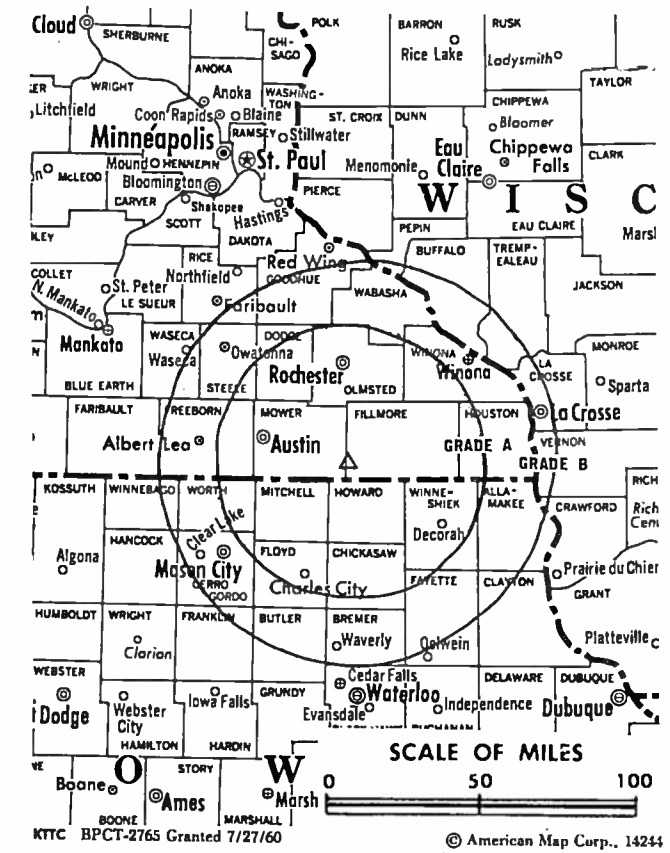 Cloud
SHERBURNE
CHI-
SAGO
POLK
BARRON
RUSK
Rice Lake
Ladysmith
TAYLOR
ANOKA
WRIGHT
Anoka
WASHING-
TON
Litchfield
Coon Rapids
Blaine
ST. CROIX
DUNN
CHIPPEWA
Bloomer
RAMSEY
Stillwater
Minneapolis
St. Paul
Eau
Claire
Chippewa
Falls
CLARK
Mound
HENNEPIN
Menomonie
McLEOD
Bloomington
CARVER
Shakopee
PIERCE
W I S C
SCOTT
Hastings
DAKOTA
PEPIN
EAU CLAIRE
BUFFALO
TREMP-
EALEAU
RICE
Red Wing
Northfield
GOODHUE
COLLET
St. Peter
LE SUEUR
N. Mankato
Faribault
WABASHA
JACKSON
Mankato
WASECA
Waseca
Owatonna
DODGE
WINONA
Winona
MONROE
LA
CROSSE
Rochester
OLMSTED
BLUE EARTH
STEELE
Sparta
FARIBAULT
FREEBORN
MOWER
FILLMORE
HOUSTON
La Crosse
Albert Lea
Austin
GRADE A
VERNON
GRADE B
KOSSUTH
WINNEBAGO
WORTH
MITCHELL
HOWARD
WINNE-
SHIEK
ALLA-
MAKEE
CRAWFORD
RICH
Clear Lake
Decorah
HANCOCK
FLOYD
CHICKASAW
Algona
Mason City
CERRO
GORDO
Charles City
FAYETTE
CLAYTON
Prairie du Chien
GRANT
HUMBOLDT
WRIGHT
FRANKLIN
BUTLER
BREMER
Clarion
Waverly
Oelwein
Platteville
WEBSTER
GRUNDY
Cedar Falls
DELAWARE
DUBUQUE
Dodge
Webster
City
Iowa Falls
Waterloo
Evansdale
Independence
Dubuque
HAMILTON
HARDIN
BUCHANAN
O W
STORY
Boone
Ames
Marsh
BOONE
MARSHALL
SCALE OF MILES
0 50 100
KTTC BPCT-2765 Granted 7/27/60
© American Map Corp., 14244